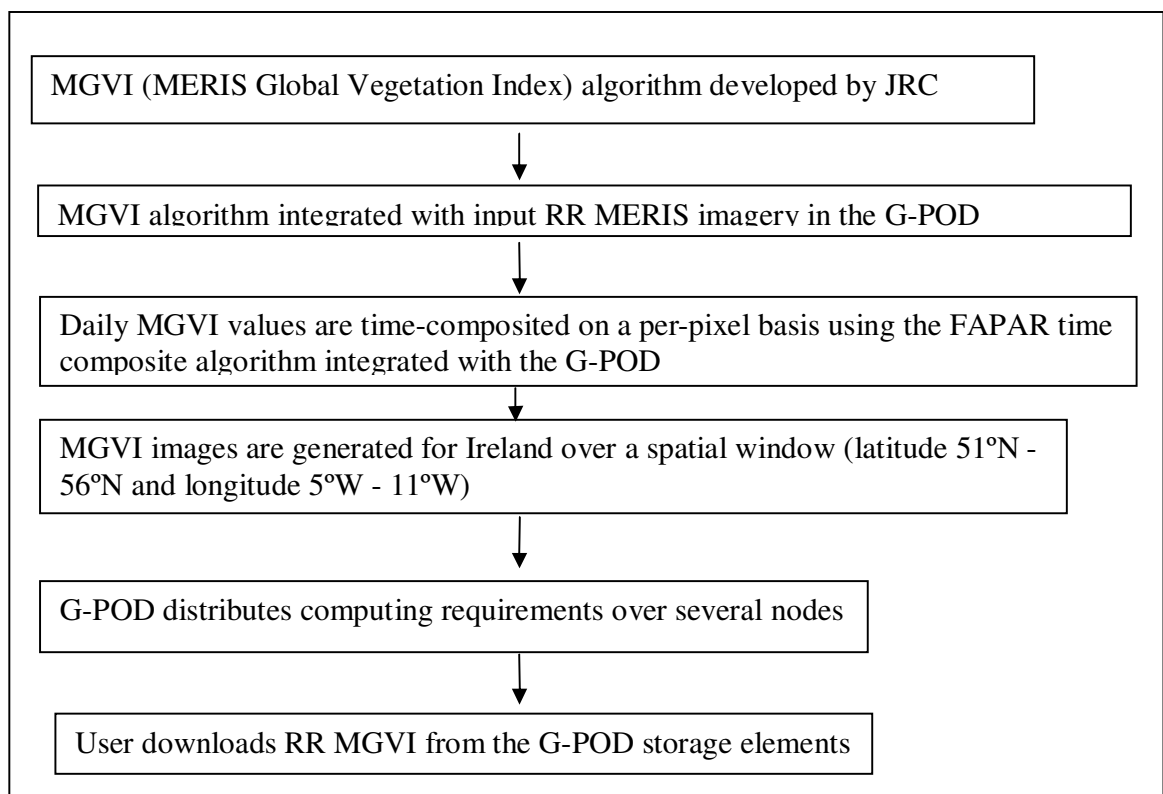 MGVI (MERIS Global Vegetation Index) algorithm developed by JRC
MGVI algorithm integrated with input RR MERIS imagery in the G-POD
Daily MGVI values are time-composited on a per-pixel basis using the FAPAR time
composite algorithm integrated with the G-POD
MGVI images are generated for Ireland over a spatial window (latitude 51ºN -
56ºN and longitude 5ºW - 11ºW)
G-POD distributes computing requirements over several nodes
User downloads RR MGVI from the G-POD storage elements